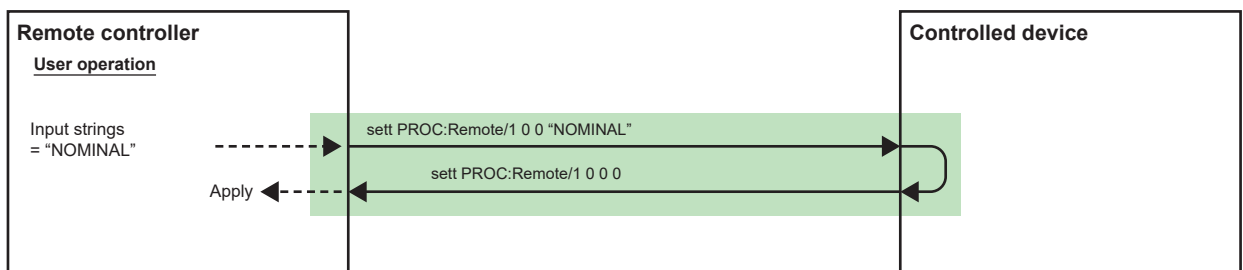 Remote controller
Controlled device
User operation
Input strings
= “NOMINAL”
sett PROC:Remote/1 0 0 “NOMINAL”
sett PROC:Remote/1 0 0 0
Apply